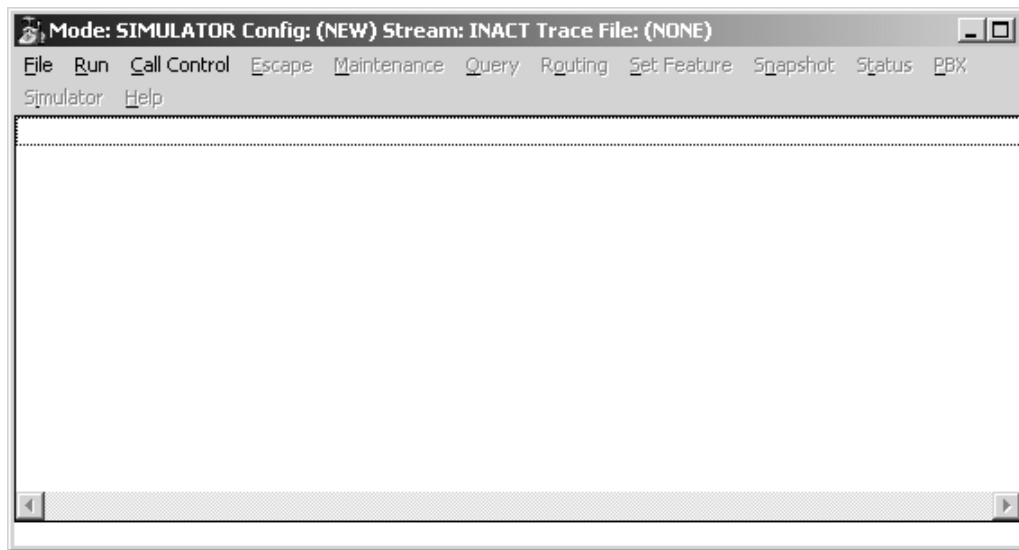 Mode: SIMULATOR Config: (NEW) Stream: INACT Trace File: (NONE)
File Run Call Control Escape Maintenance Query Routing Set Feature Snapshot Status PBX
Simulator Help